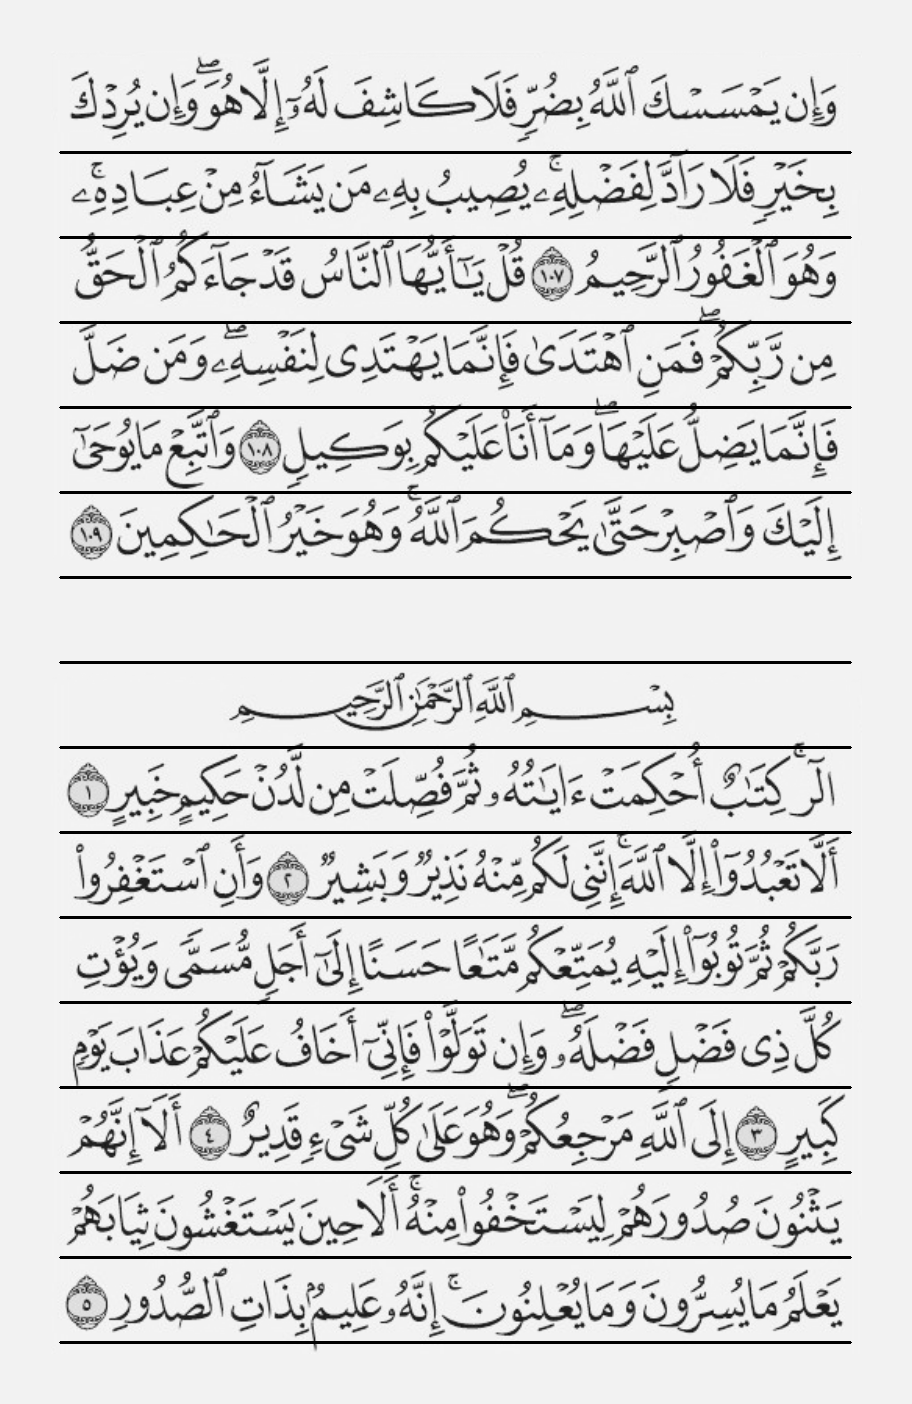 وَإِن يَمْسَسْكَ ٱللَّهُ بِضُرٍّ فَلَا كَاشِفَ لَهُۥٓ إِلَّا هُوَ ۖ وَإِن يُرِدْكَ
بِخَيْرٍ فَلَا رَآدَّ لِفَضْلِهِۦ ۚ يُصِيبُ بِهِۦ مَن يَشَآءُ مِنْ عِبَادِهِۦ ۚ
وَهُوَ ٱلْغَفُورُ ٱلرَّحِيمُ ١٠٧ قُلْ يَـٰٓأَيُّهَا ٱلنَّاسُ قَدْ جَآءَكُمُ ٱلْحَقُّ
مِن رَّبِّكُمْ ۖ فَمَنِ ٱهْتَدَىٰ فَإِنَّمَا يَهْتَدِى لِنَفْسِهِۦ ۖ وَمَن ضَلَّ
فَإِنَّمَا يَضِلُّ عَلَيْهَا ۖ وَمَآ أَنَا۠ عَلَيْكُم بِوَكِيلٍ ١٠٨ وَٱتَّبِعْ مَا يُوحَىٰٓ
إِلَيْكَ وَٱصْبِرْ حَتَّىٰ يَحْكُمَ ٱللَّهُ ۚ وَهُوَ خَيْرُ ٱلْحَـٰكِمِينَ ١٠٩
بِسْمِ ٱللَّهِ ٱلرَّحْمَـٰنِ ٱلرَّحِيمِ
الٓر ۚ كِتَـٰبٌ أُحْكِمَتْ ءَايَـٰتُهُۥ ثُمَّ فُصِّلَتْ مِن لَّدُنْ حَكِيمٍ خَبِيرٍ ١
أَلَّا تَعْبُدُوٓا۟ إِلَّا ٱللَّهَ ۚ إِنَّنِى لَكُم مِّنْهُ نَذِيرٌ وَبَشِيرٌ ٢ وَأَنِ ٱسْتَغْفِرُوا۟
رَبَّكُمْ ثُمَّ تُوبُوٓا۟ إِلَيْهِ يُمَتِّعْكُم مَّتَـٰعًا حَسَنًا إِلَىٰٓ أَجَلٍ مُّسَمًّى وَيُؤْتِ
كُلَّ ذِى فَضْلٍ فَضْلَهُۥ ۖ وَإِن تَوَلَّوْا۟ فَإِنِّىٓ أَخَافُ عَلَيْكُمْ عَذَابَ يَوْمٍ
كَبِيرٍ ٣ إِلَى ٱللَّهِ مَرْجِعُكُمْ ۖ وَهُوَ عَلَىٰ كُلِّ شَىْءٍ قَدِيرٌ ٤ أَلَآ إِنَّهُمْ
يَثْنُونَ صُدُورَهُمْ لِيَسْتَخْفُوا۟ مِنْهُ ۚ أَلَا حِينَ يَسْتَغْشُونَ ثِيَابَهُمْ
يَعْلَمُ مَا يُسِرُّونَ وَمَا يُعْلِنُونَ ۚ إِنَّهُۥ عَلِيمٌۢ بِذَاتِ ٱلصُّدُورِ ٥